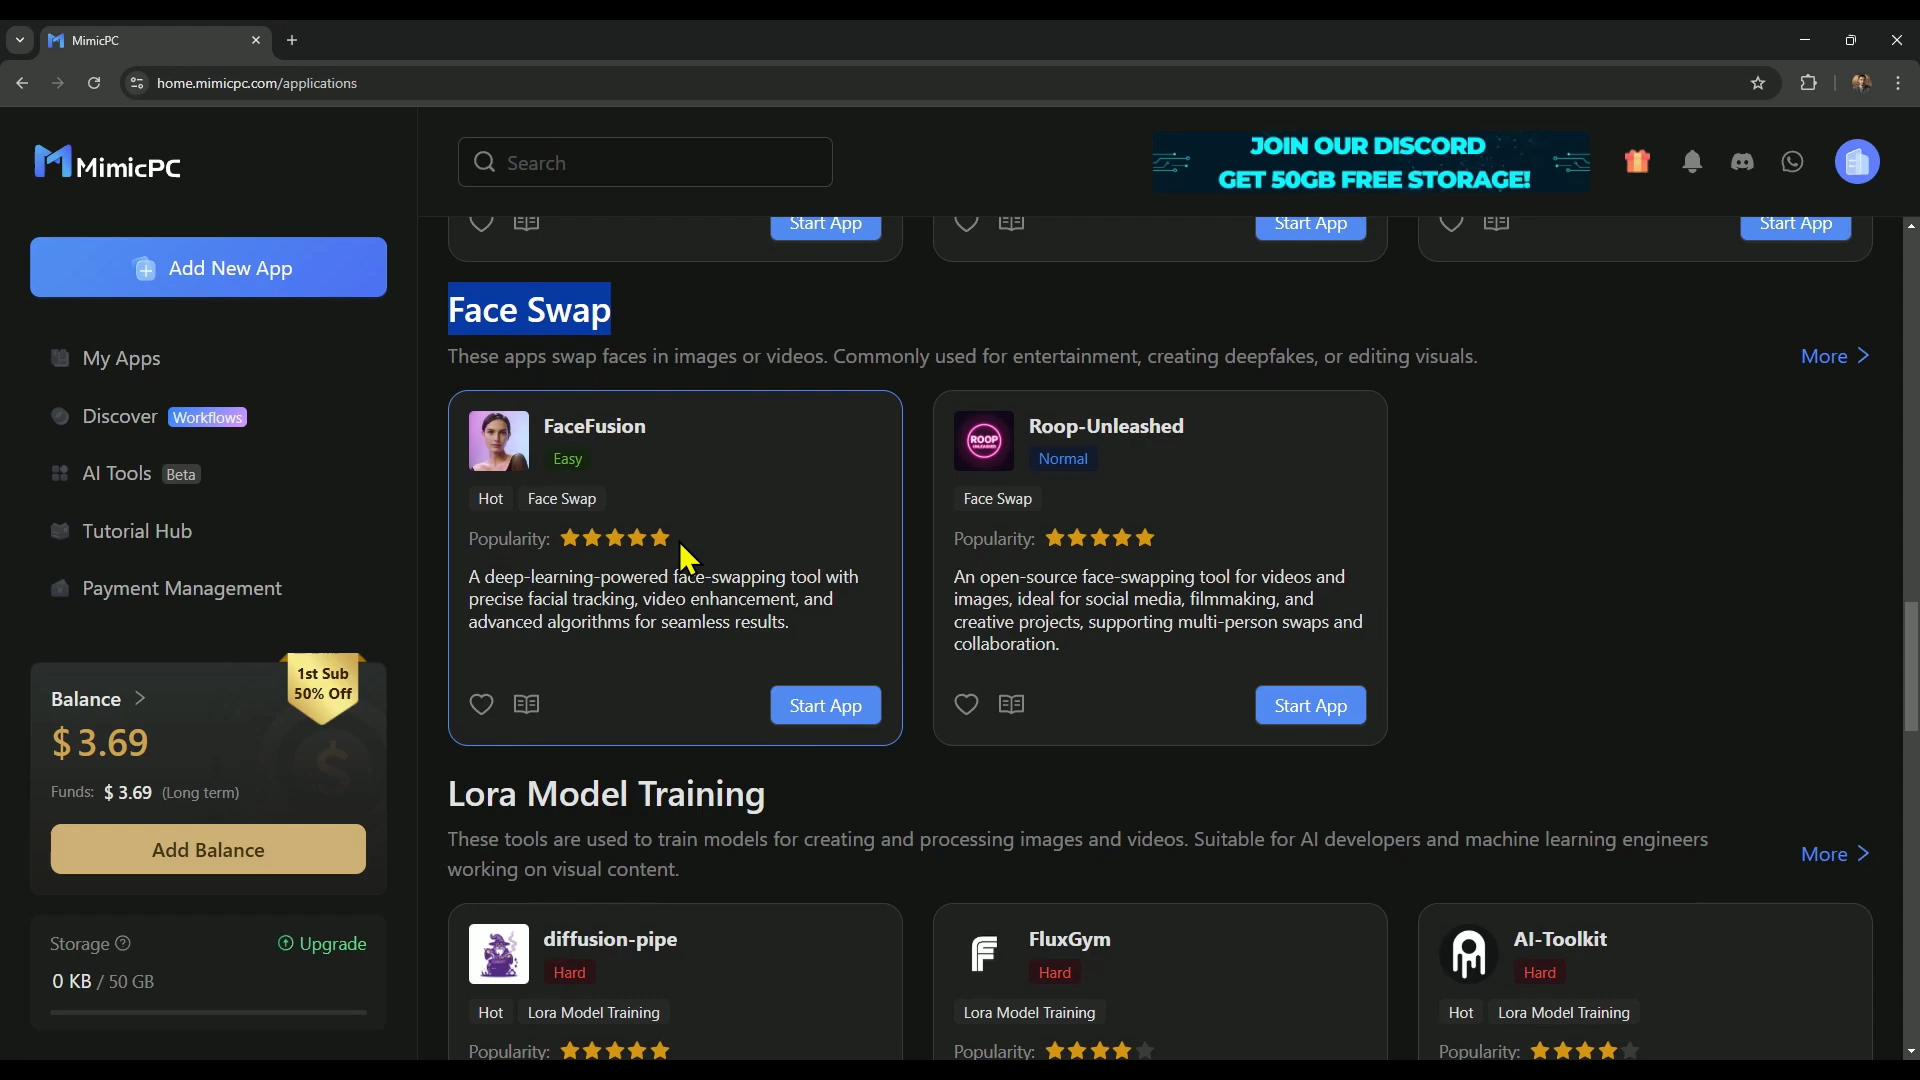 MimicPC
home.mimicpc.com/applications
MimicPC
Search
JOIN OUR DISCORD
GET 50GB FREE STORAGE!
Add New App
My Apps
Discover Workflows
AI Tools Beta
Tutorial Hub
Payment Management
1st Sub
50% Off
Balance
$ 3.69
Funds: $ 3.69 (Long term)
Add Balance
Storage
Upgrade
0 KB / 50 GB
Start App
Start App
Start App
Face Swap
These apps swap faces in images or videos. Commonly used for entertainment, creating deepfakes, or editing visuals.
More
FaceFusion
Easy
Hot Face Swap
Popularity:
A deep-learning-powered face-swapping tool with
precise facial tracking, video enhancement, and
advanced algorithms for seamless results.
Start App
ROOP
UNLEASHED
Roop-Unleashed
Normal
Face Swap
Popularity:
An open-source face-swapping tool for videos and
images, ideal for social media, filmmaking, and
creative projects, supporting multi-person swaps and
collaboration.
Start App
Lora Model Training
These tools are used to train models for creating and processing images and videos. Suitable for AI developers and machine learning engineers
working on visual content.
More
diffusion-pipe
Hard
Hot Lora Model Training
Popularity:
FluxGym
Hard
Lora Model Training
Popularity:
AI-Toolkit
Hard
Hot Lora Model Training
Popularity: